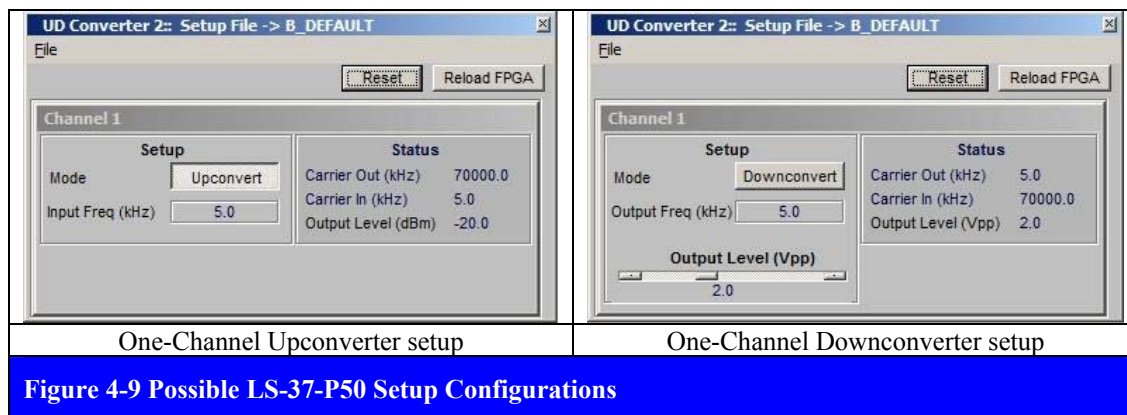 UD Converter 2:: Setup File -> B_DEFAULT
File
Reset Reload FPGA
Channel 1
Setup
Mode Upconvert
Input Freq (kHz) 5.0
Status
Carrier Out (kHz) 70000.0
Carrier In (kHz) 5.0
Output Level (dBm) -20.0
One-Channel Upconverter setup
UD Converter 2:: Setup File -> B_DEFAULT
File
Reset Reload FPGA
Channel 1
Setup
Mode Downconvert
Output Freq (kHz) 5.0
Output Level (Vpp)
2.0
Status
Carrier Out (kHz) 5.0
Carrier In (kHz) 70000.0
Output Level (Vpp) 2.0
One-Channel Downconverter setup
Figure 4-9 Possible LS-37-P50 Setup Configurations